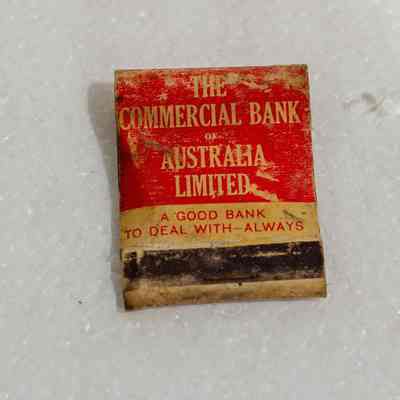 THE
COMMERCIAL BANK
OF
AUSTRALIA
LIMITED
A GOOD BANK
TO DEAL WITH—ALWAYS